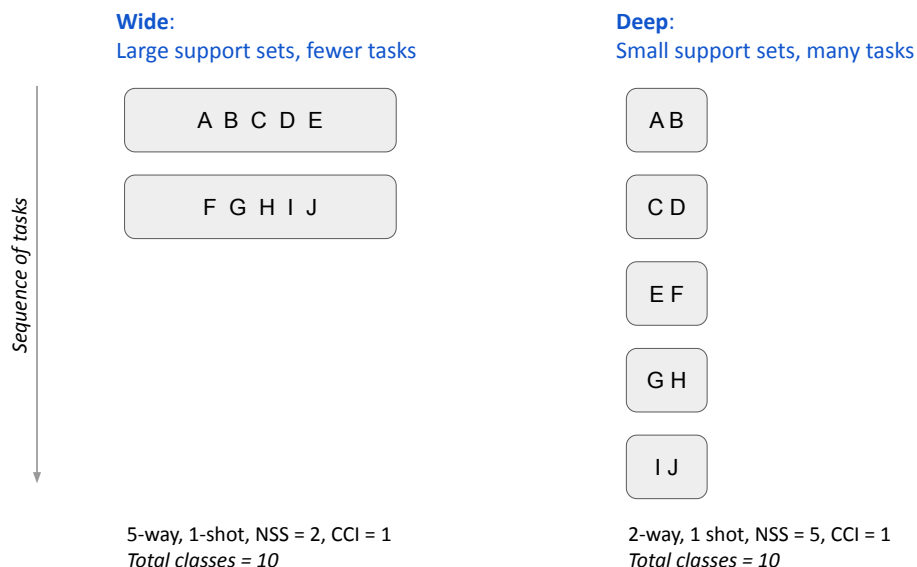 Wide:
Large support sets, fewer tasks
A B C D E
F G H I J
5-way, 1-shot, NSS = 2, CCI = 1
Total classes = 10
Deep:
Small support sets, many tasks
A B
C D
E F
G H
I J
2-way, 1 shot, NSS = 5, CCI = 1
Total classes = 10
Sequence of tasks